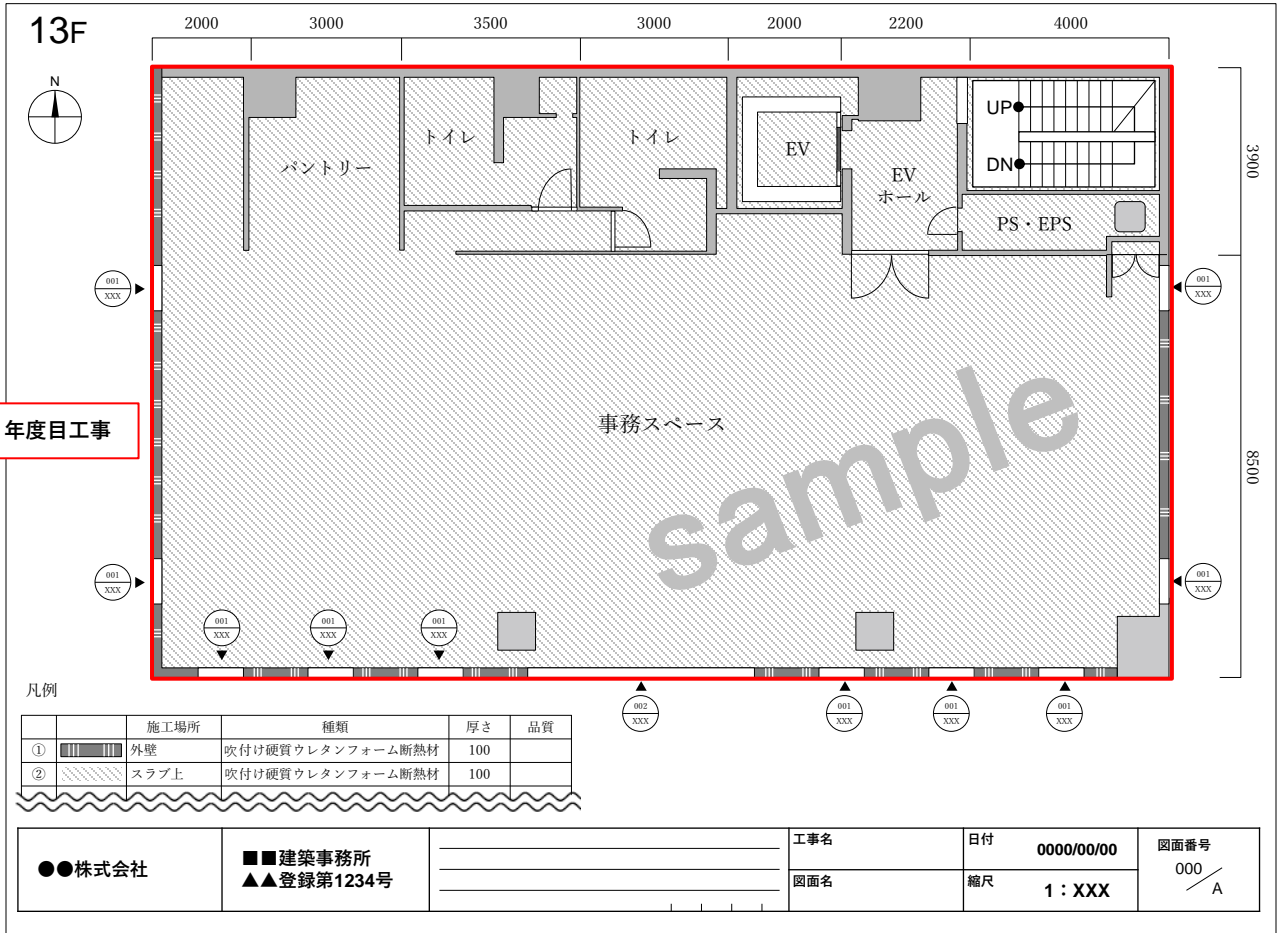 13F
2000 3000 3500 3000 2000 2200 4000
N
トイレ
トイレ
パントリー
EV
EV
ホール
UP
DN
PS・EPS
3900
8500
001
XXX
001
XXX
年度目工事
事務スペース
sample
001
XXX
001
XXX
001
XXX
001
XXX
001
XXX
002
XXX
001
XXX
001
XXX
001
XXX
凡例
施工場所 種類 厚さ 品質
① 外壁 吹付け硬質ウレタンフォーム断熱材 100
② スラブ上 吹付け硬質ウレタンフォーム断熱材 100
●●株式会社
■■建築事務所
▲▲登録第1234号
工事名
図面名
日付 0000/00/00
縮尺 1：XXX
図面番号
000/A